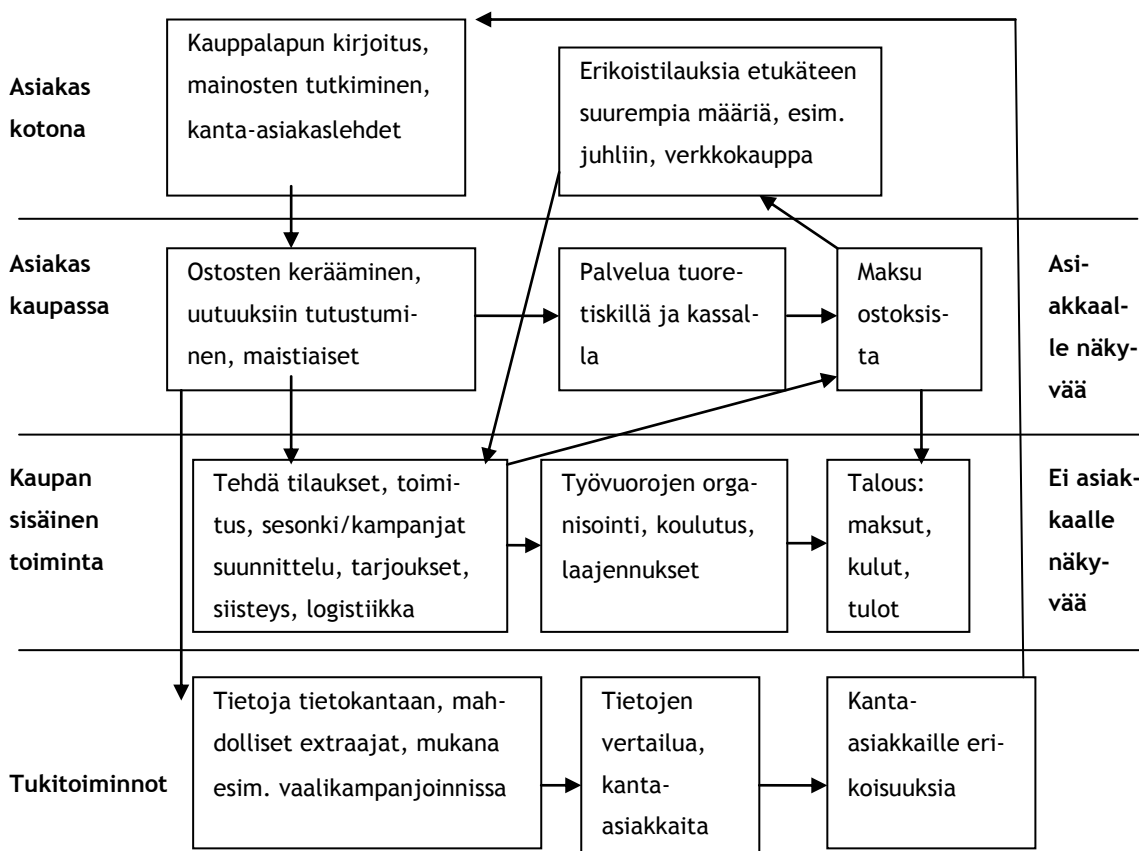 Asiakas
kotona
Kauppalapun kirjoitus,
mainosten tutkiminen,
kanta-asiakaslehdet
Erikoistilauksia etukäteen
suurempia määriä, esim.
juhliin, verkkokauppa
Asiakas
kaupassa
Ostosten kerääminen,
uutuuksiin tutustumi-
nen, maistiaiset
Palvelua tuore-
tiskillä ja kassal-
la
Maksu
ostoksis-
ta
Asi-
akkaal-
le näky-
vää
Kaupan
sisäinen
toiminta
Tehdä tilaukset, toimi-
tus, sesonki/kampanjat
suunnittelu, tarjoukset,
siisteys, logistiikka
Työvuorojen orga-
nisointi, koulutus,
laajennukset
Talous:
maksut,
kulut,
tulot
Ei asiak-
kaalle
näky-
vää
Tukitoiminnot
Tietoja tietokantaan, mah-
dolliset extraajat, mukana
esim. vaalikampanjoinnissa
Tietojen
vertailua,
kanta-
asiakkaita
Kanta-
asiakkaille eri-
koisuuksia